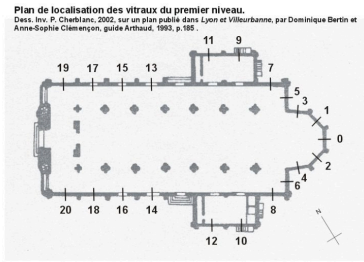 Plan de localisation des vitraux du premier niveau.
Dess. Inv. P. Cherblanc, 2002, sur un plan publié dans Lyon et Villeurbanne, par Dominique Bertin et
Anne-Sophie Clémençon, guide Arthaud, 1993, p.185 .
11 9
19 17 15 13 7
5
3
1
0
2
4
6
20 18 16 14 8
12 10
N